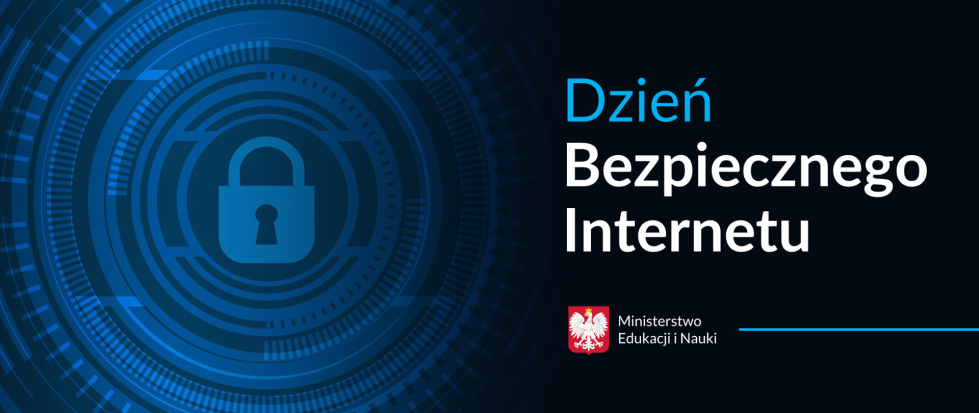 Dzień
Bezpiecznego
Internetu
Ministerstwo
Edukacji i Nauki